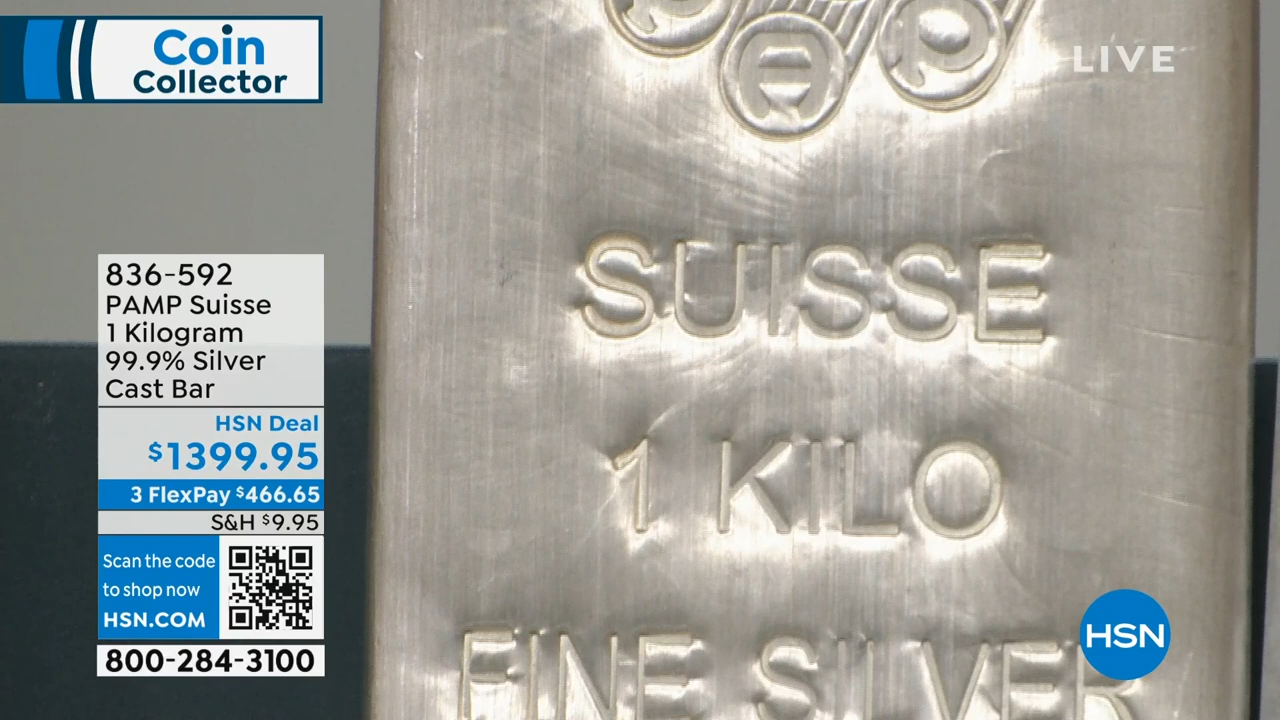 Coin
Collector
LIVE
P A P
SUISSE
1 KILO
FINE SILVER
836-592
PAMP Suisse
1 Kilogram
99.9% Silver
Cast Bar
HSN Deal
$1399.95
3 FlexPay $466.65
S&H $9.95
Scan the code
to shop now
HSN.COM
800-284-3100
HSN